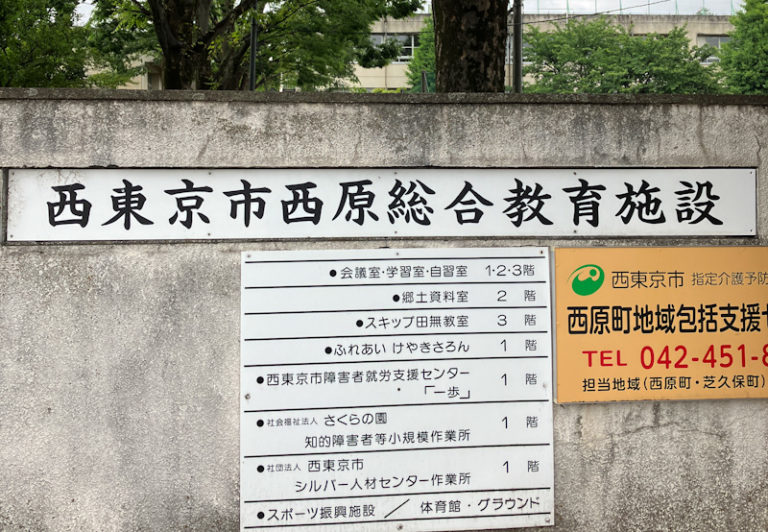 西東京市西原総合教育施設
●会議室・学習室・自習室 1・2・3階
●郷土資料室 2階
●スキップ田無教室 3階
●ふれあい けやきさろん 1階
●西東京市障害者就労支援センター 1階
・「一歩」
●社会福祉法人 さくらの園 1階
知的障害者等小規模作業所
●社団法人 西東京市 1階
シルバー人材センター作業所
●スポーツ振興施設 ／ 体育館・グラウンド
西東京市 指定介護予防
西原町地域包括支援セ
TEL 042-451-8
担当地域(西原町・芝久保町)